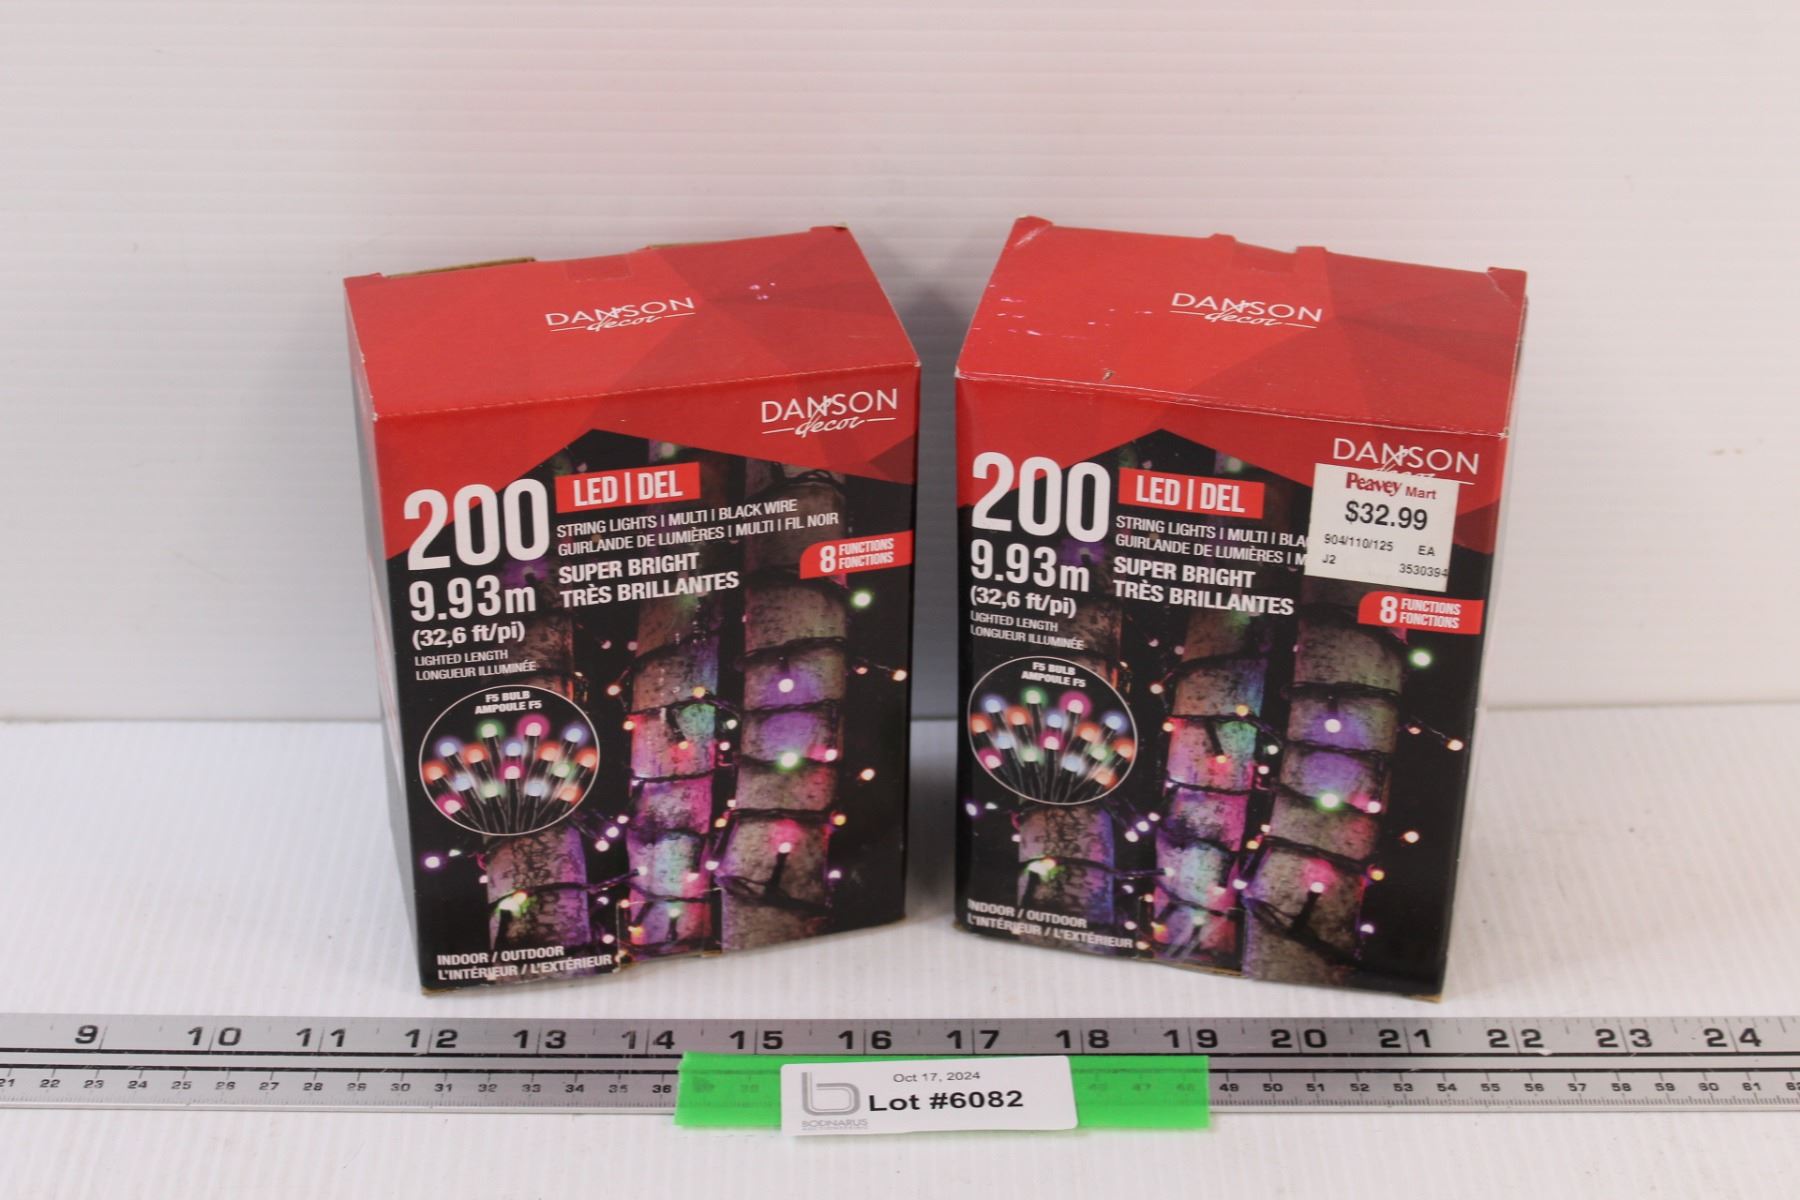 DANSON
decor
DANSON
decor
200
LED | DEL
STRING LIGHTS | MULTI | BLACK WIRE
GUIRLANDE DE LUMIÈRES | MULTI | FIL NOIR
8 FUNCTIONS
FONCTIONS
9.93m
SUPER BRIGHT
TRÈS BRILLANTES
(32,6 ft/pi)
LIGHTED LENGTH
LONGUEUR ILLUMINÉE
F5 BULB
AMPOULE F5
INDOOR / OUTDOOR
L'INTÉRIEUR / L'EXTÉRIEUR
DANSON
decor
DANSON
Peavey Mart
$32.99
904/110/125 EA
J2 3530394
200
LED | DEL
STRING LIGHTS | MULTI | BLA
GUIRLANDE DE LUMIÈRES | M
8 FUNCTIONS
FONCTIONS
9.93m
SUPER BRIGHT
TRÈS BRILLANTES
(32,6 ft/pi)
LIGHTED LENGTH
LONGUEUR ILLUMINÉE
F5 BULB
AMPOULE F5
INDOOR / OUTDOOR
L'INTÉRIEUR / L'EXTÉRIEUR
9 10 11 12 13 14 15 16 17 18 19 20 21 22 23 24
21 22 23 24 25 26 27 28 29 30 31 32 33 34 35 36 49 50 51 52 53 54 55 56 57 58 59 60 61 62
Oct 17, 2024
Lot #6082
BODNARUS
AUCTIONEERING